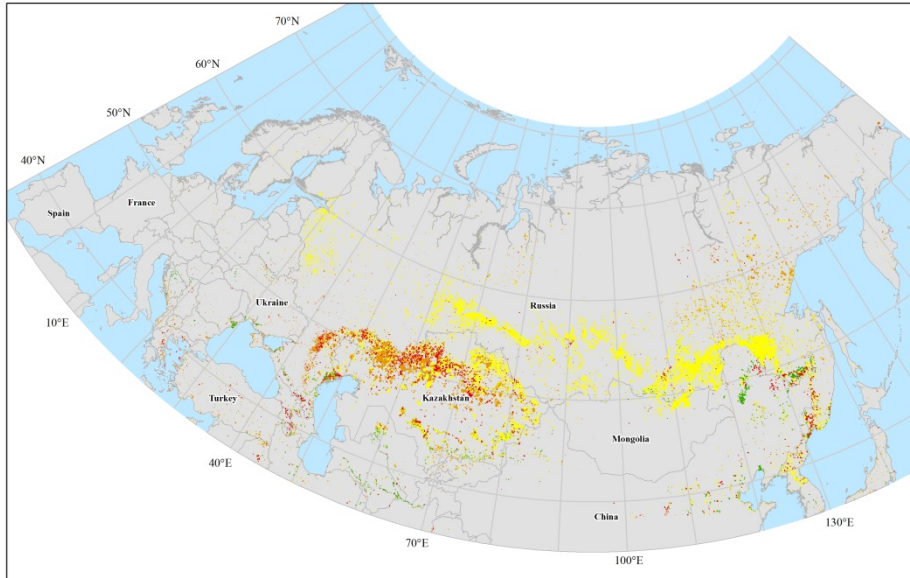 70°N
60°N
50°N
40°N
Spain
France
Ukraine
Russia
10°E
Turkey
Kazakhstan
Mongolia
40°E
China
130°E
70°E
100°E